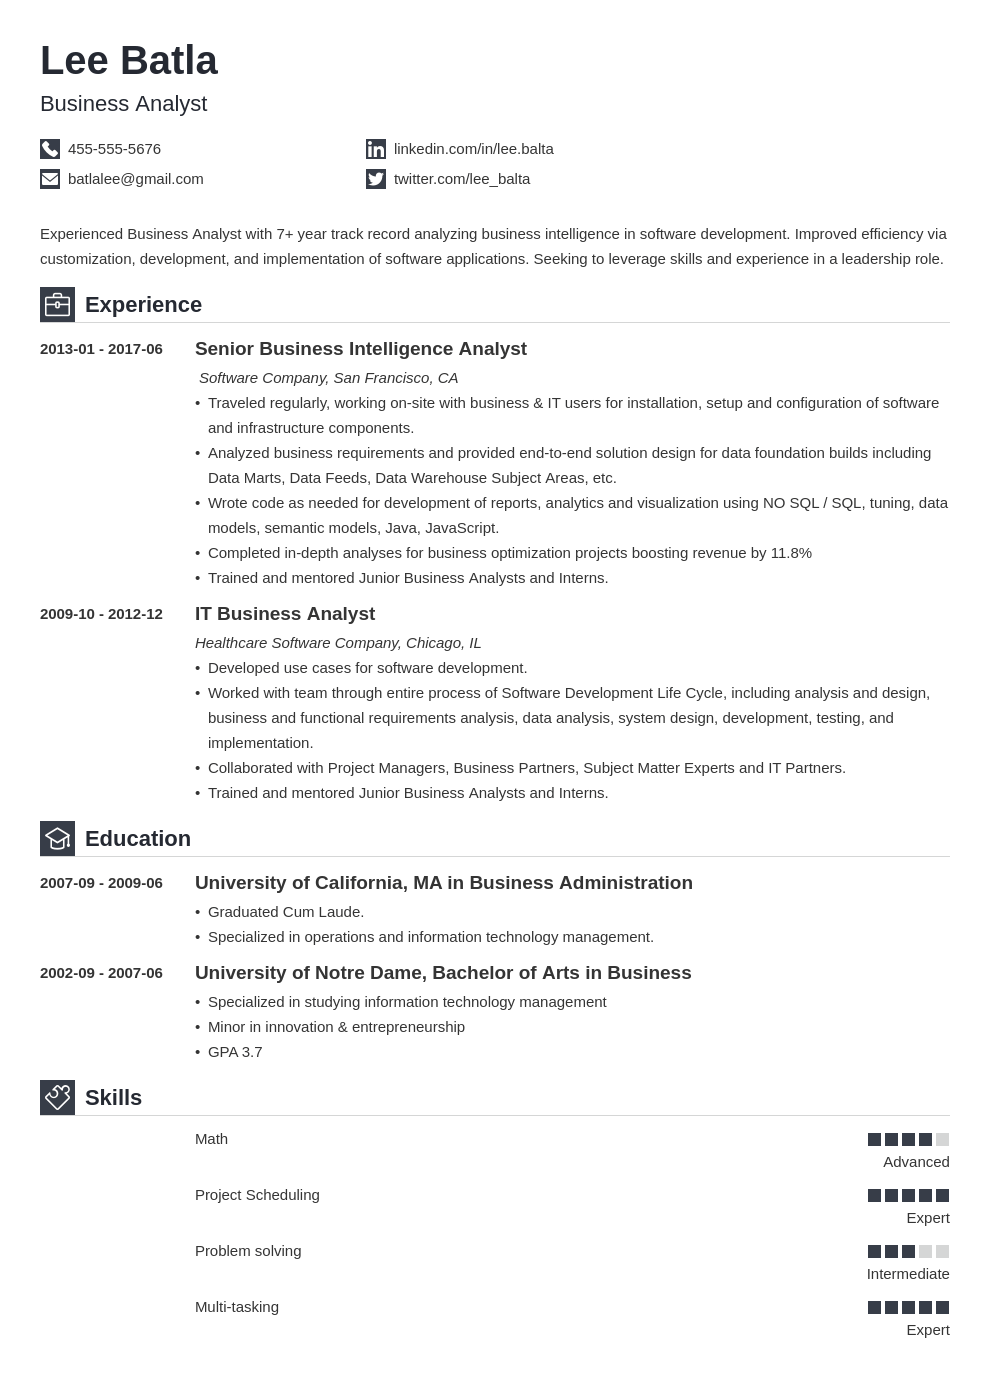 Lee Batla
Business Analyst
455-555-5676
linkedin.com/in/lee.balta
batlalee@gmail.com
twitter.com/lee_balta
Experienced Business Analyst with 7+ year track record analyzing business intelligence in software development. Improved efficiency via
customization, development, and implementation of software applications. Seeking to leverage skills and experience in a leadership role.
Experience
2013-01 - 2017-06
Senior Business Intelligence Analyst
Software Company, San Francisco, CA
• Traveled regularly, working on-site with business & IT users for installation, setup and configuration of software
and infrastructure components.
• Analyzed business requirements and provided end-to-end solution design for data foundation builds including
Data Marts, Data Feeds, Data Warehouse Subject Areas, etc.
• Wrote code as needed for development of reports, analytics and visualization using NO SQL / SQL, tuning, data
models, semantic models, Java, JavaScript.
• Completed in-depth analyses for business optimization projects boosting revenue by 11.8%
• Trained and mentored Junior Business Analysts and Interns.
2009-10 - 2012-12
IT Business Analyst
Healthcare Software Company, Chicago, IL
• Developed use cases for software development.
• Worked with team through entire process of Software Development Life Cycle, including analysis and design,
business and functional requirements analysis, data analysis, system design, development, testing, and
implementation.
• Collaborated with Project Managers, Business Partners, Subject Matter Experts and IT Partners.
• Trained and mentored Junior Business Analysts and Interns.
Education
2007-09 - 2009-06
University of California, MA in Business Administration
• Graduated Cum Laude.
• Specialized in operations and information technology management.
2002-09 - 2007-06
University of Notre Dame, Bachelor of Arts in Business
• Specialized in studying information technology management
• Minor in innovation & entrepreneurship
• GPA 3.7
Skills
Math
Advanced
Project Scheduling
Expert
Problem solving
Intermediate
Multi-tasking
Expert